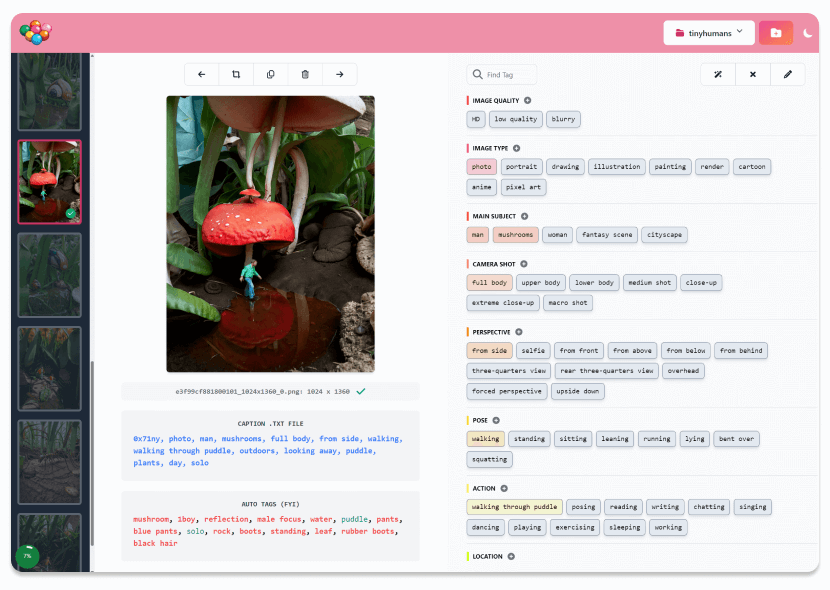 tinyhumans
Find Tag
IMAGE QUALITY
HD low quality blurry
IMAGE TYPE
photo portrait drawing illustration painting render cartoon
anime pixel art
MAIN SUBJECT
man mushrooms woman fantasy scene cityscape
CAMERA SHOT
full body upper body lower body medium shot close-up
extreme close-up macro shot
PERSPECTIVE
from side selfie from front from above from below from behind
three-quarters view rear three-quarters view overhead
forced perspective upside down
POSE
walking standing sitting leaning running lying bent over
squatting
ACTION
walking through puddle posing reading writing chatting singing
dancing playing exercising sleeping working
LOCATION
e3f99cf881800101_1024x1360_0.png: 1024 x 1360
CAPTION .TXT FILE
0x71ny, photo, man, mushrooms, full body, from side, walking,
walking through puddle, outdoors, looking away, puddle,
plants, day, solo
AUTO TAGS (FYI)
mushroom, 1boy, reflection, male focus, water, puddle, pants,
blue pants, solo, rock, boots, standing, leaf, rubber boots,
black hair
7%